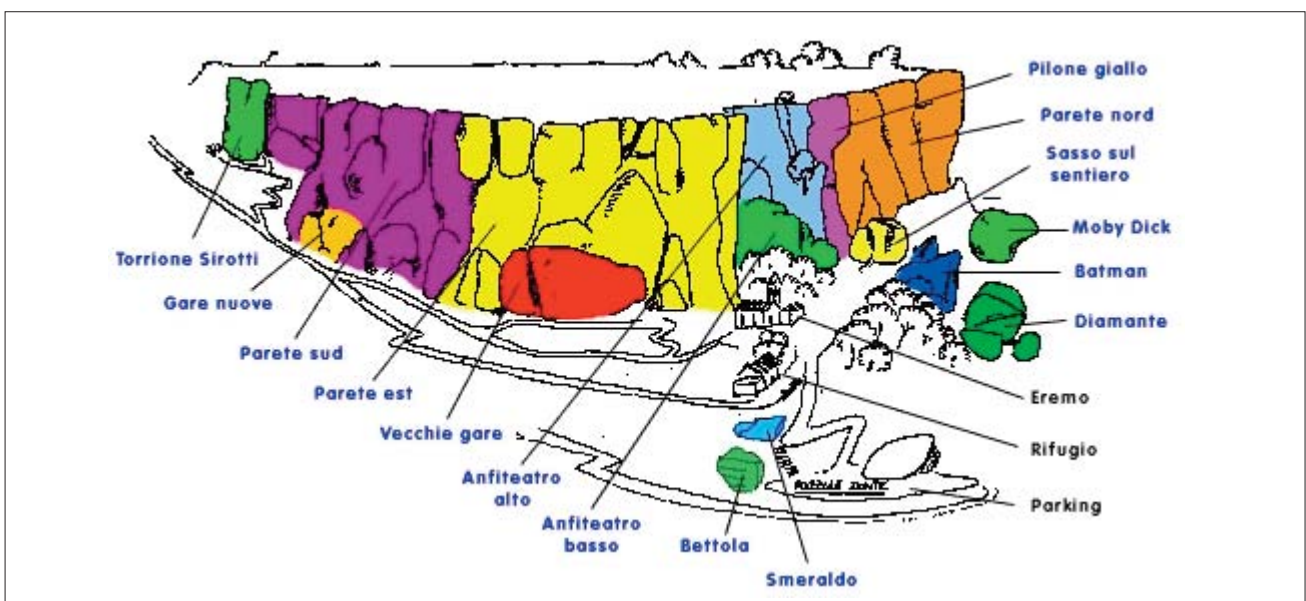 Pilone giallo
Parete nord
Sasso sul
sentiero
Moby Dick
Batman
Diamante
Eremo
Rifugio
Parking
Torrione Sirotti
Gare nuove
Parete sud
Parete est
Vecchie gare
Anfiteatro
alto
Anfiteatro
basso
Bettola
Smeraldo